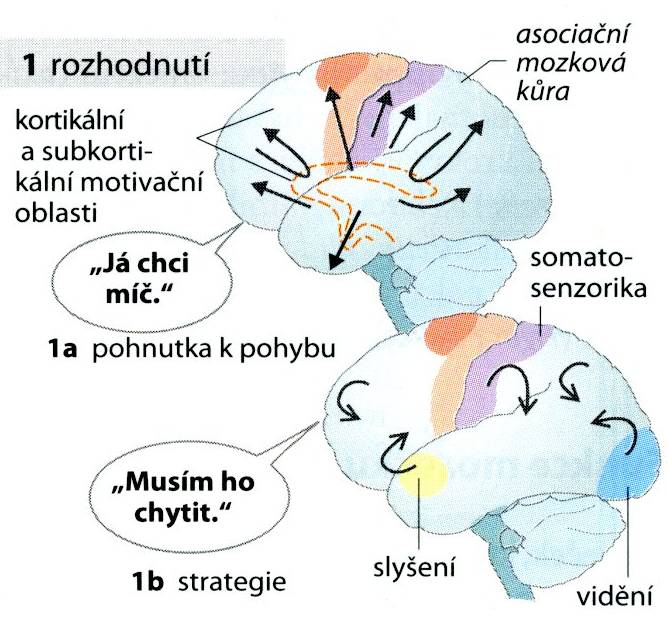 1 rozhodnutí
asociační
mozková
kůra
kortikální
a subkorti-
kální motivační
oblasti
„Já chci
míč.“
1a pohnutka k pohybu
somato-
senzorika
„Musím ho
chytit.“
1b strategie
slyšení
vidění